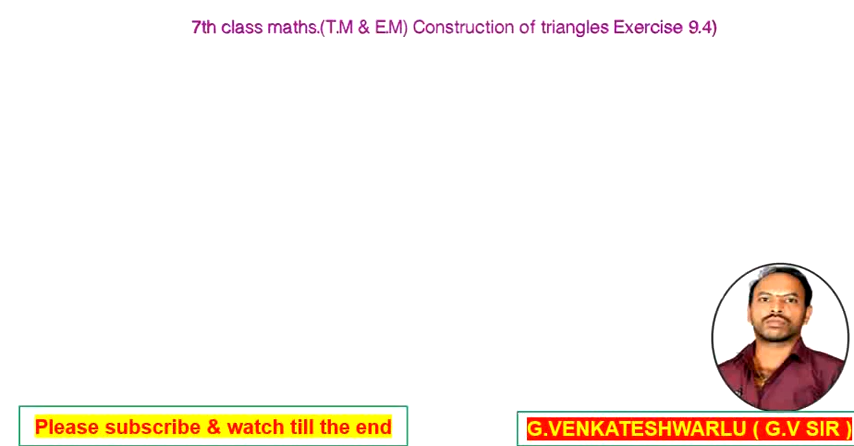 7th class maths.(T.M & E.M) Construction of triangles Exercise 9.4)
Please subscribe & watch till the end
G.VENKATESHWARLU ( G.V SIR )